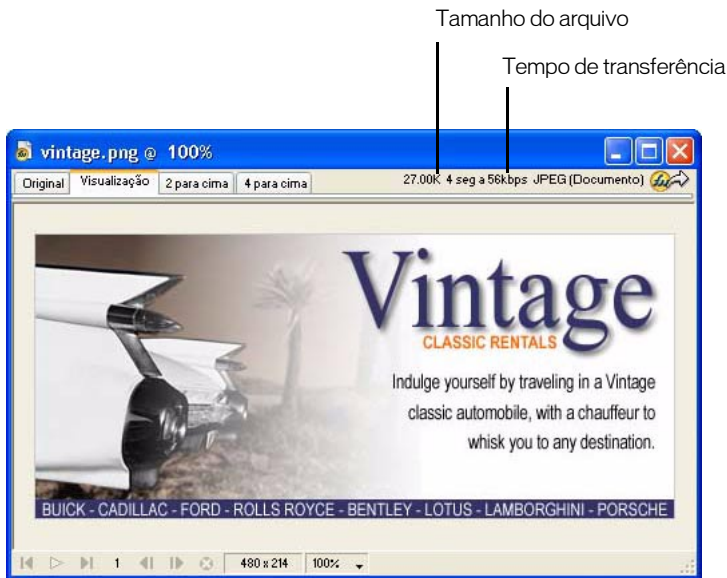 Tamanho do arquivo
Tempo de transferência
vintage.png @ 100%
Original Visualização 2 para cima 4 para cima 27.00K 4 seg a 56kbps JPEG (Documento)
Vintage
CLASSIC RENTALS
Indulge yourself by traveling in a Vintage
classic automobile, with a chauffeur to
whisk you to any destination.
BUICK - CADILLAC - FORD - ROLLS ROYCE - BENTLEY - LOTUS - LAMBORGHINI - PORSCHE
1 480 x 214 100%